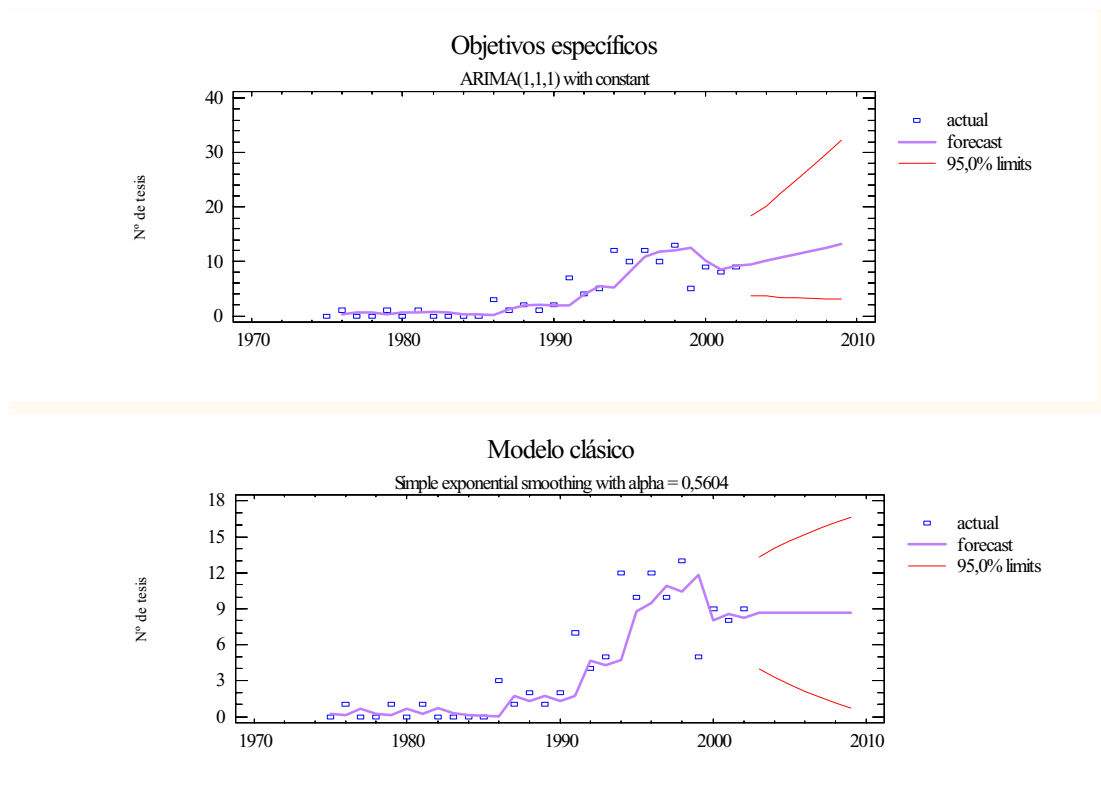 Objetivos específicos
ARIMA(1,1,1) with constant
40
30
20
10
0
Nº de tesis
1970 1980 1990 2000 2010
actual
forecast
95,0% limits
Modelo clásico
Simple exponential smoothing with alpha = 0,5604
18
15
12
9
6
3
0
Nº de tesis
1970 1980 1990 2000 2010
actual
forecast
95,0% limits